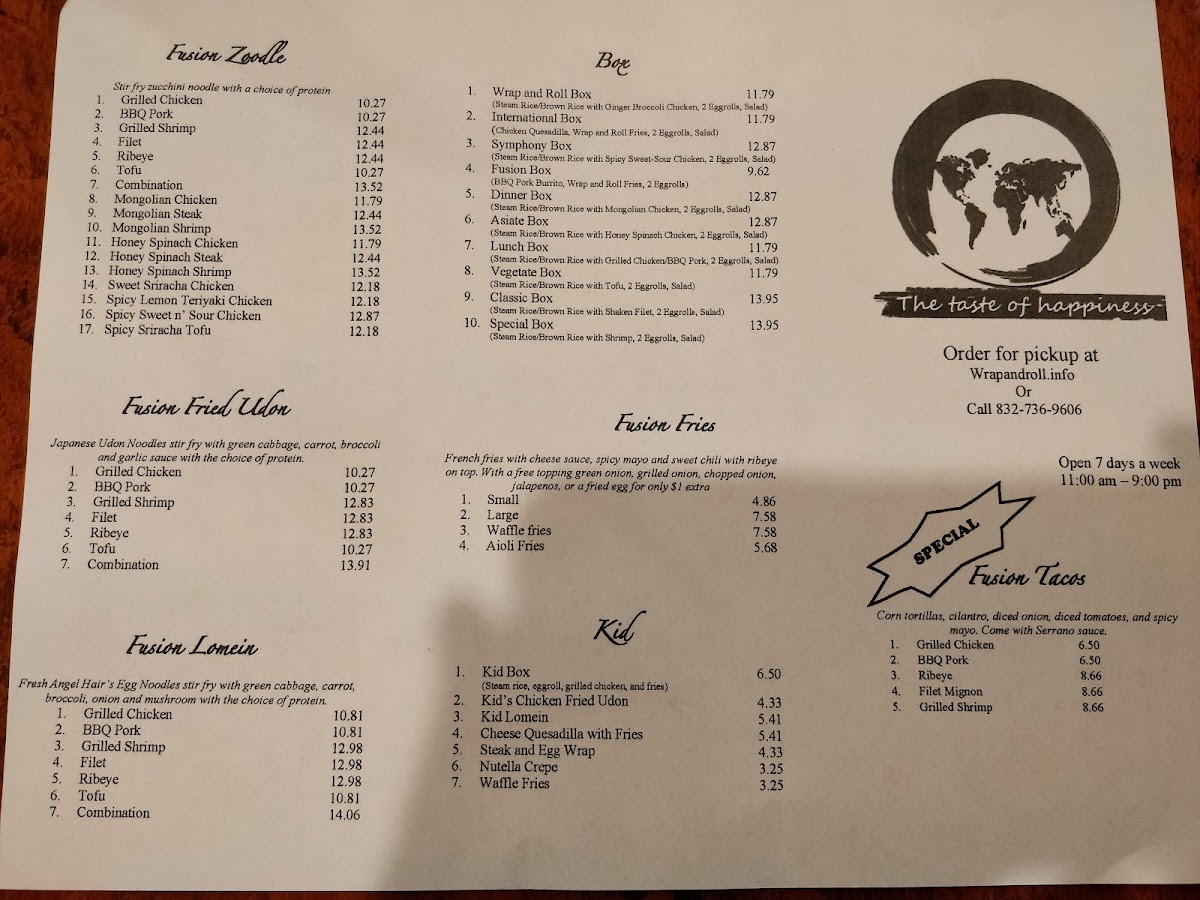 Fusion Zoodle
Stir fry zucchini noodle with a choice of protein
1. Grilled Chicken 10.27
2. BBQ Pork 10.27
3. Grilled Shrimp 12.44
4. Filet 12.44
5. Ribeye 12.44
6. Tofu 10.27
7. Combination 13.52
8. Mongolian Chicken 11.79
9. Mongolian Steak 12.44
10. Mongolian Shrimp 13.52
11. Honey Spinach Chicken 11.79
12. Honey Spinach Steak 12.44
13. Honey Spinach Shrimp 13.52
14. Sweet Sriracha Chicken 12.18
15. Spicy Lemon Teriyaki Chicken 12.18
16. Spicy Sweet n' Sour Chicken 12.87
17. Spicy Sriracha Tofu 12.18
Fusion Fried Udon
Japanese Udon Noodles stir fry with green cabbage, carrot, broccoli
and garlic sauce with the choice of protein.
1. Grilled Chicken 10.27
2. BBQ Pork 10.27
3. Grilled Shrimp 12.83
4. Filet 12.83
5. Ribeye 12.83
6. Tofu 10.27
7. Combination 13.91
Fusion Lomein
Fresh Angel Hair's Egg Noodles stir fry with green cabbage, carrot,
broccoli, onion and mushroom with the choice of protein.
1. Grilled Chicken 10.81
2. BBQ Pork 10.81
3. Grilled Shrimp 12.98
4. Filet 12.98
5. Ribeye 12.98
6. Tofu 10.81
7. Combination 14.06
Box
1. Wrap and Roll Box 11.79
(Steam Rice/Brown Rice with Ginger Broccoli Chicken, 2 Eggrolls, Salad)
2. International Box 11.79
(Chicken Quesadilla, Wrap and Roll Fries, 2 Eggrolls, Salad)
3. Symphony Box 12.87
(Steam Rice/Brown Rice with Spicy Sweet-Sour Chicken, 2 Eggrolls, Salad)
4. Fusion Box 9.62
(BBQ Pork Burrito, Wrap and Roll Fries, 2 Eggrolls)
5. Dinner Box 12.87
(Steam Rice/Brown Rice with Mongolian Chicken, 2 Eggrolls, Salad)
6. Asiate Box 12.87
(Steam Rice/Brown Rice with Honey Spinach Chicken, 2 Eggrolls, Salad)
7. Lunch Box 11.79
(Steam Rice/Brown Rice with Grilled Chicken/BBQ Pork, 2 Eggrolls, Salad)
8. Vegetate Box 11.79
(Steam Rice/Brown Rice with Tofu, 2 Eggrolls, Salad)
9. Classic Box 13.95
(Steam Rice/Brown Rice with Shaken Filet, 2 Eggrolls, Salad)
10. Special Box 13.95
(Steam Rice/Brown Rice with Shrimp, 2 Eggrolls, Salad)
Fusion Fries
French fries with cheese sauce, spicy mayo and sweet chili with ribeye
on top. With a free topping green onion, grilled onion, chopped onion,
jalapenos, or a fried egg for only $1 extra
1. Small 4.86
2. Large 7.58
3. Waffle fries 7.58
4. Aioli Fries 5.68
Kid
1. Kid Box 6.50
(Steam rice, eggroll, grilled chicken, and fries)
2. Kid's Chicken Fried Udon 4.33
3. Kid Lomein 5.41
4. Cheese Quesadilla with Fries 5.41
5. Steak and Egg Wrap 4.33
6. Nutella Crepe 3.25
7. Waffle Fries 3.25
The taste of happiness
Order for pickup at
Wrapandroll.info
Or
Call 832-736-9606
Open 7 days a week
11:00 am – 9:00 pm
SPECIAL
Fusion Tacos
Corn tortillas, cilantro, diced onion, diced tomatoes, and spicy
mayo. Come with Serrano sauce.
1. Grilled Chicken 6.50
2. BBQ Pork 6.50
3. Ribeye 8.66
4. Filet Mignon 8.66
5. Grilled Shrimp 8.66